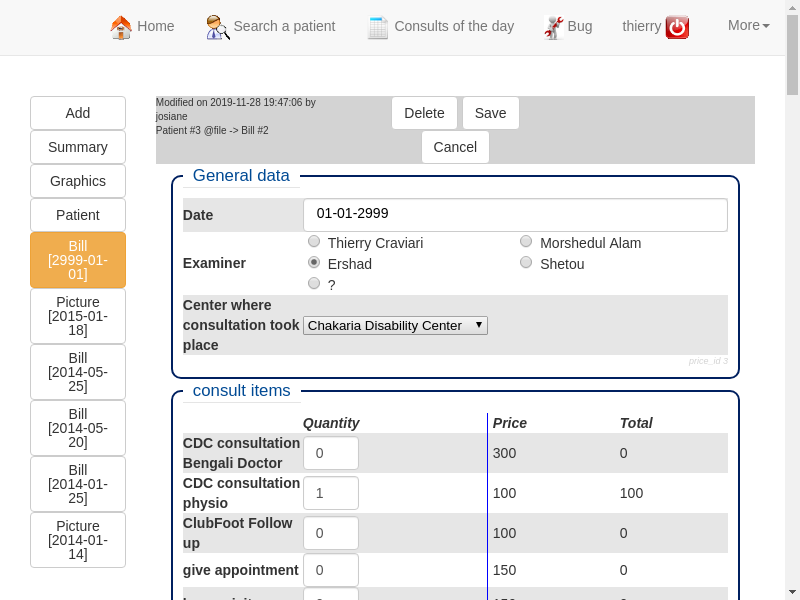 Home Search a patient Consults of the day Bug thierry More
Add
Summary
Graphics
Patient
Bill
[2999-01-
01]
Picture
[2015-01-
18]
Bill
[2014-05-
25]
Bill
[2014-05-
20]
Bill
[2014-01-
25]
Picture
[2014-01-
14]
Modified on 2019-11-28 19:47:06 by
josiane
Patient #3 @file -> Bill #2
Delete Save
Cancel
General data
Date 01-01-2999
Examiner
Thierry Craviari Morshedul Alam
Ershad Shetou
?
Center where
consultation took
place
Chakaria Disability Center
price_id 3
consult items
Quantity Price Total
CDC consultation
Bengali Doctor
0 300 0
CDC consultation
physio
1 100 100
ClubFoot Follow
up
0 100 0
give appointment 0 150 0